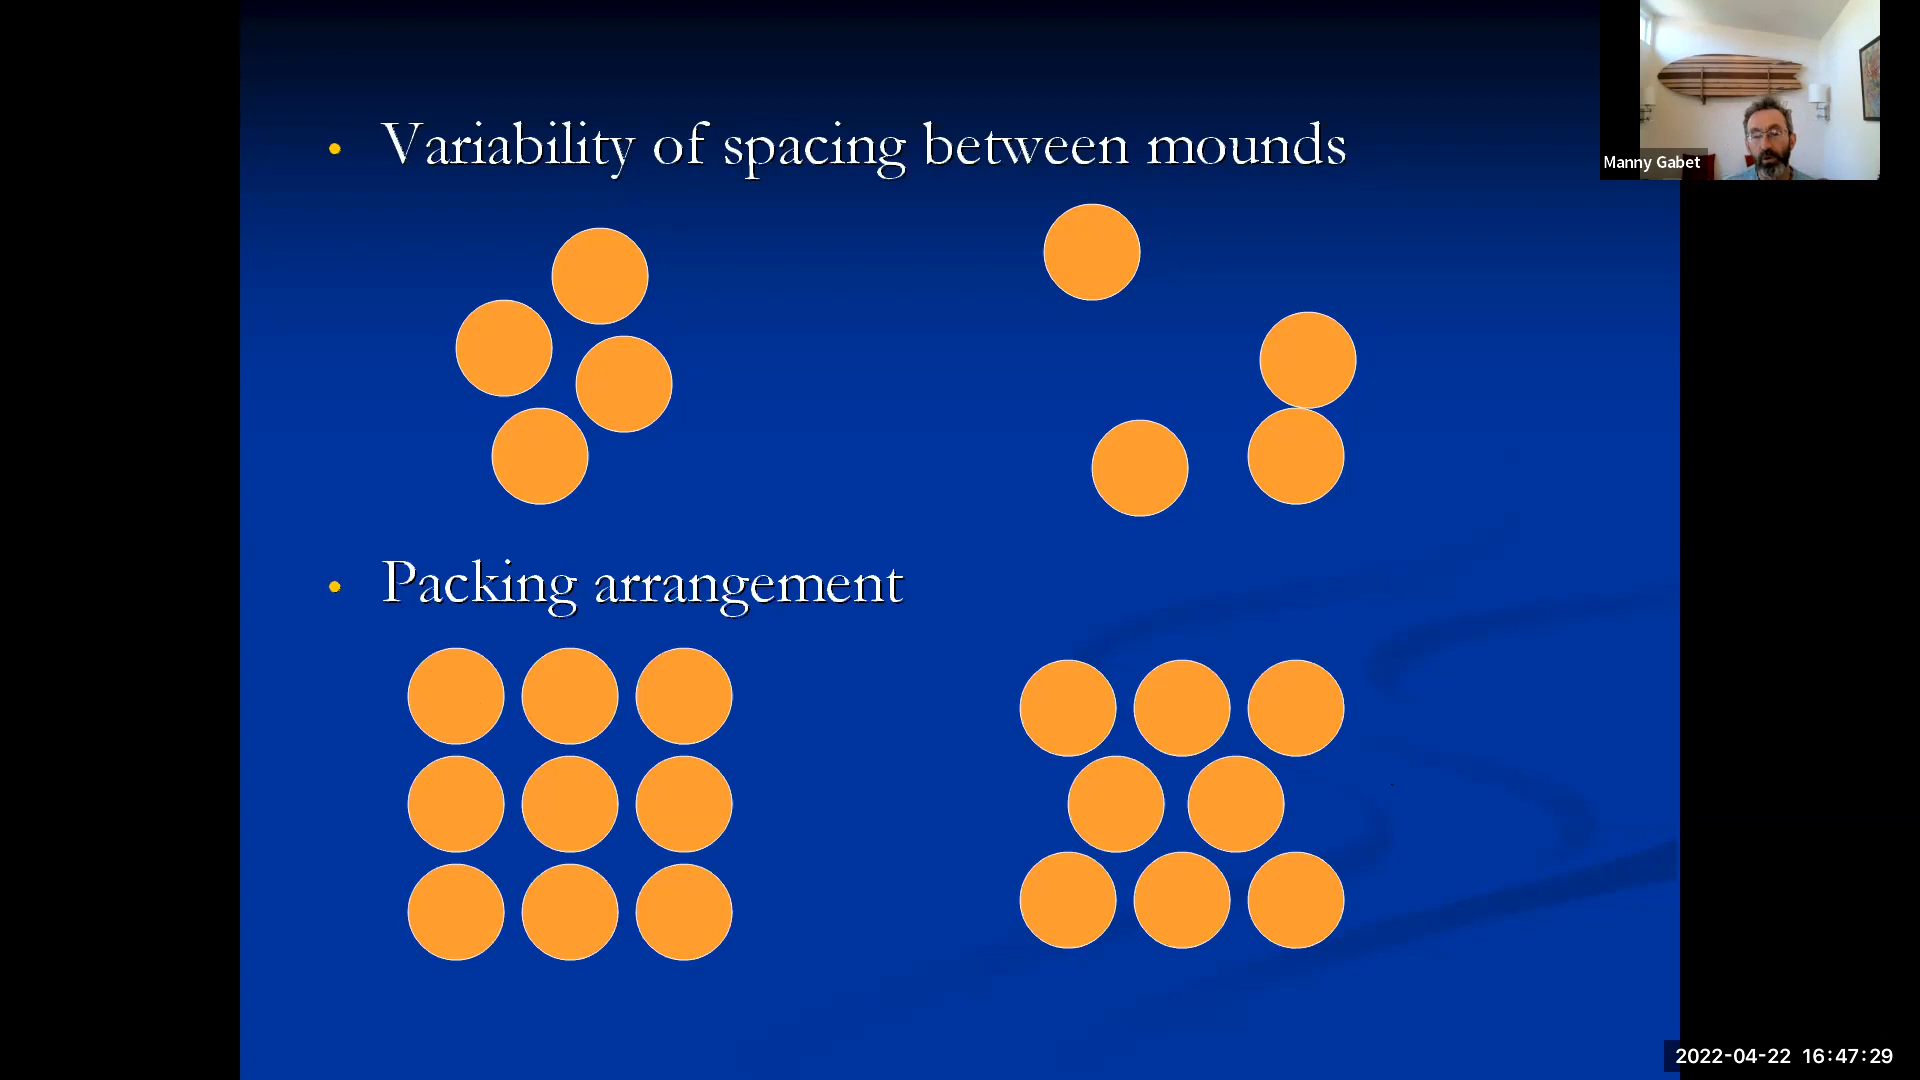 Variability of spacing between mounds
Manny Gabet
Packing arrangement
2022-04-22 16:47:29